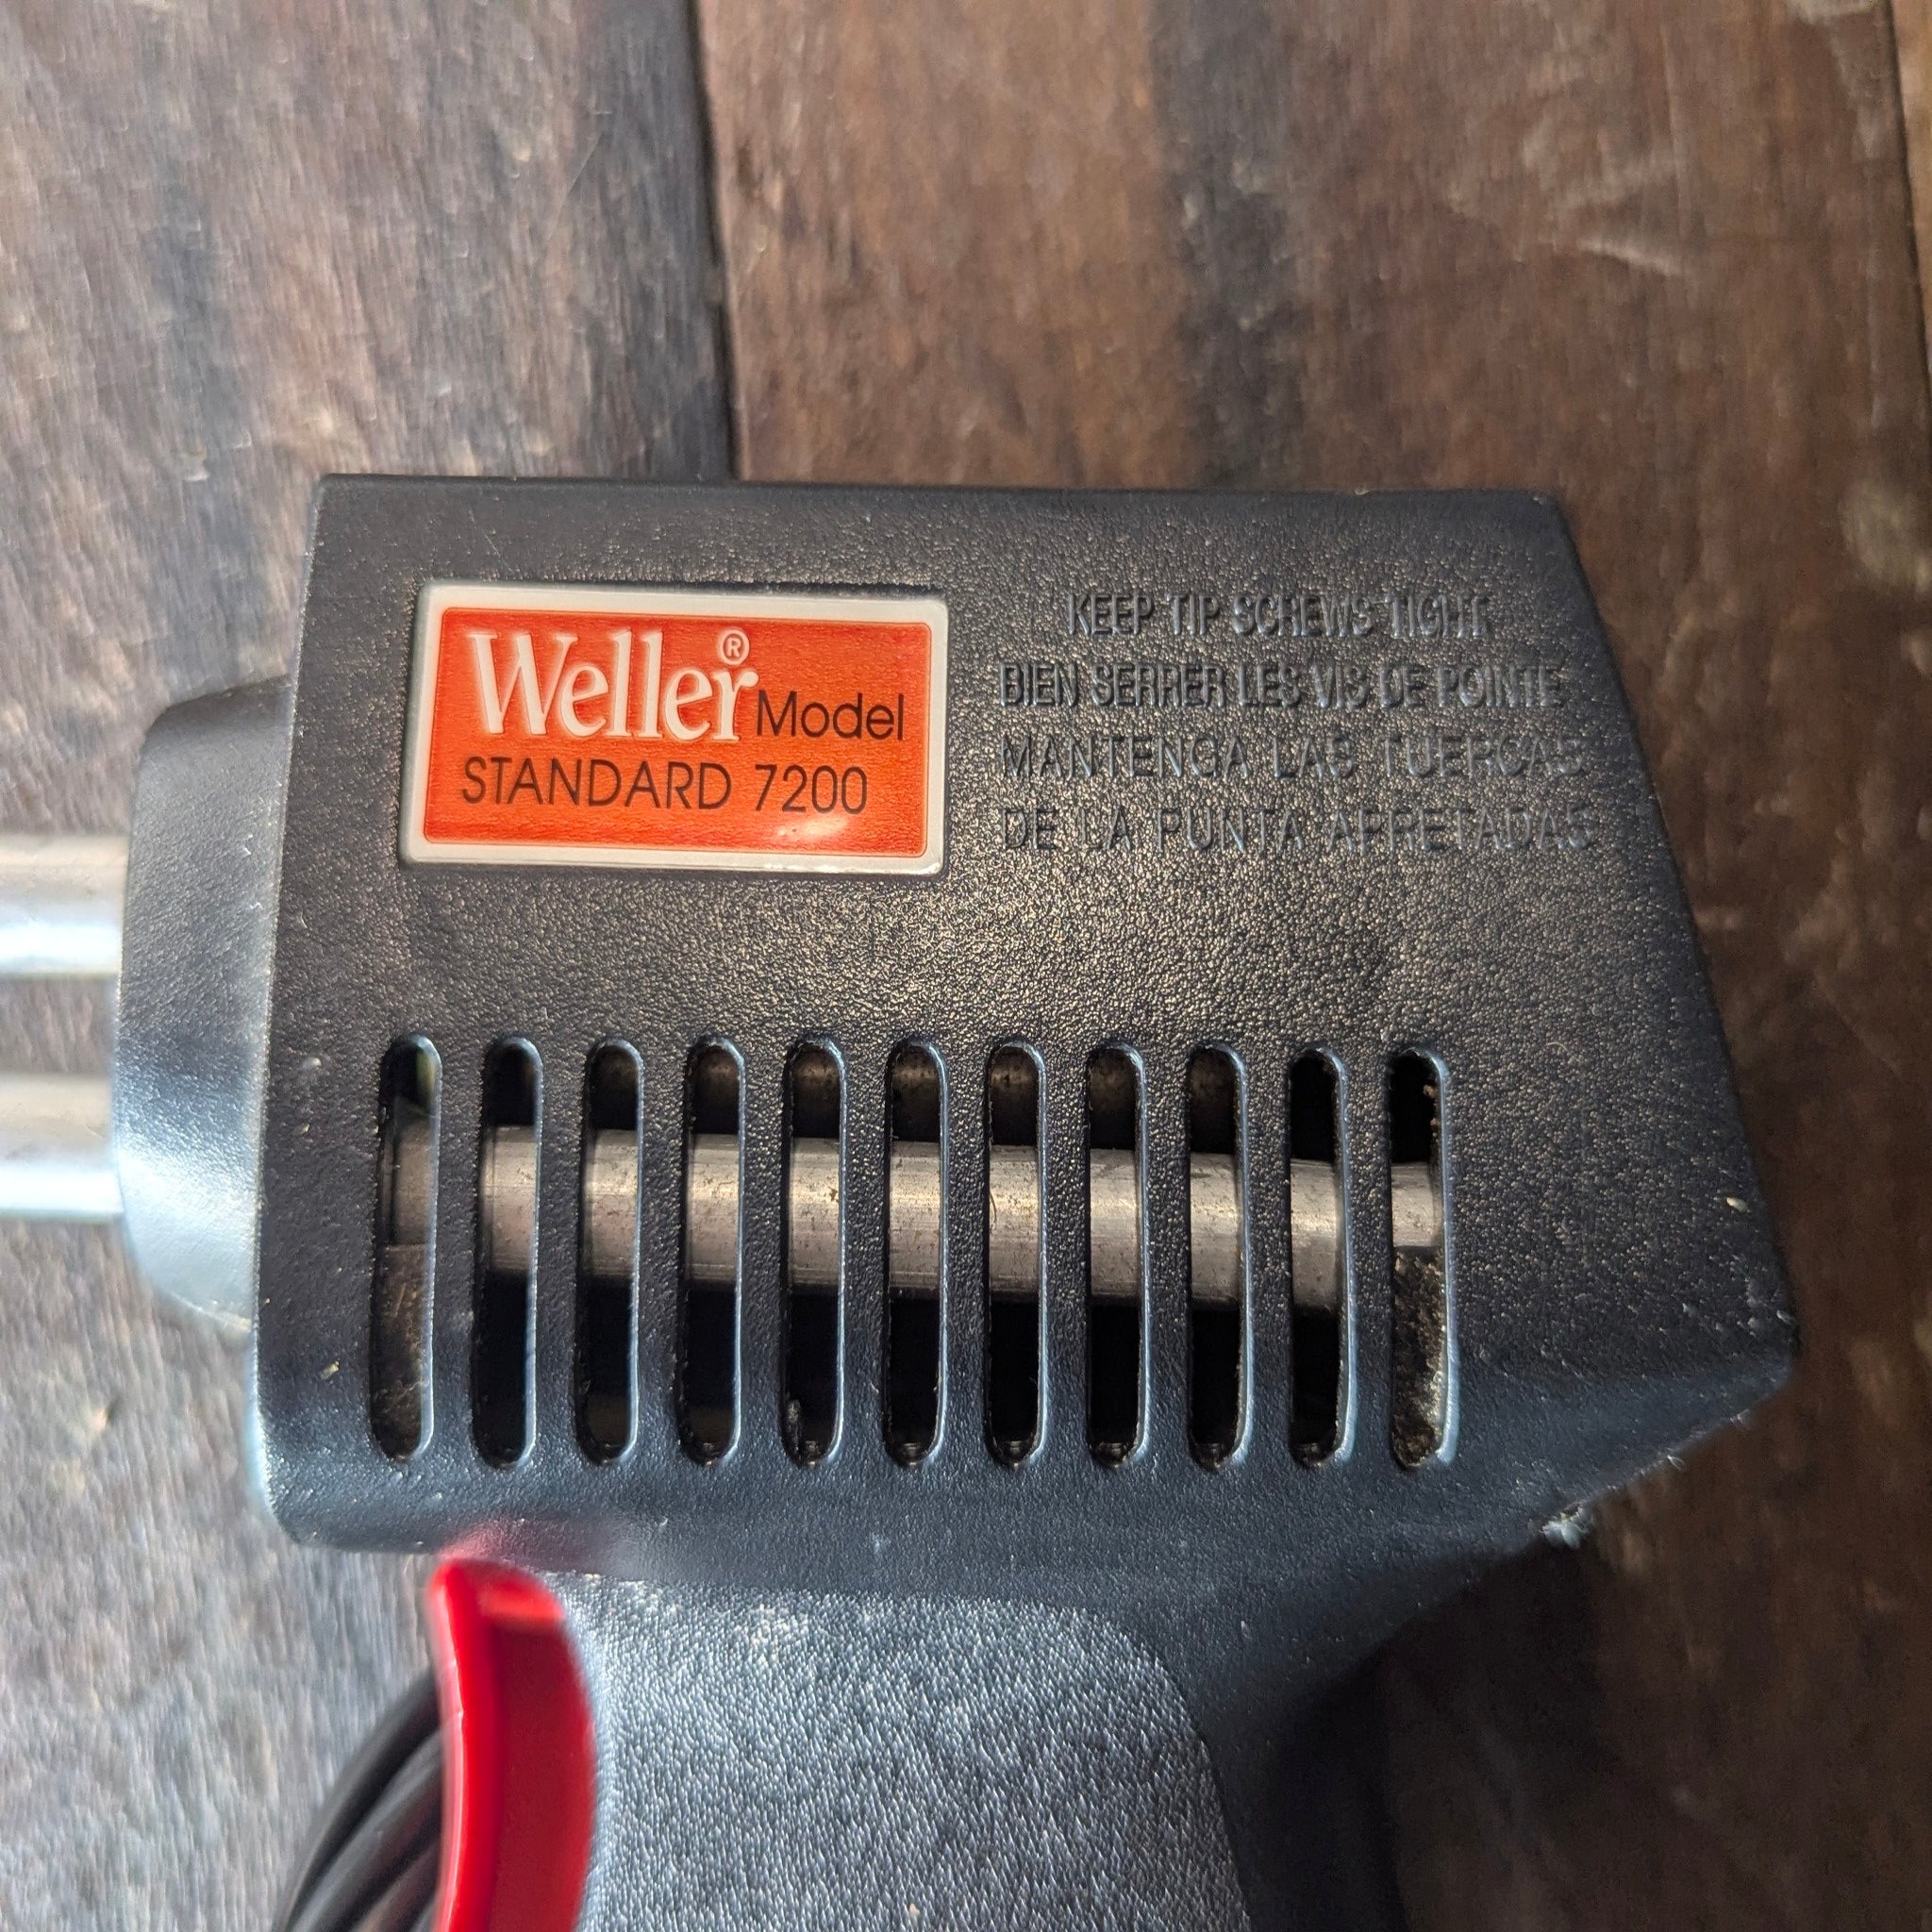 Weller® Model
STANDARD 7200
KEEP TIP SCREWS TIGHT
BIEN SERRER LES VIS DE POINTE
MANTENGA LAS TUERCAS
DE LA PUNTA APRETADAS